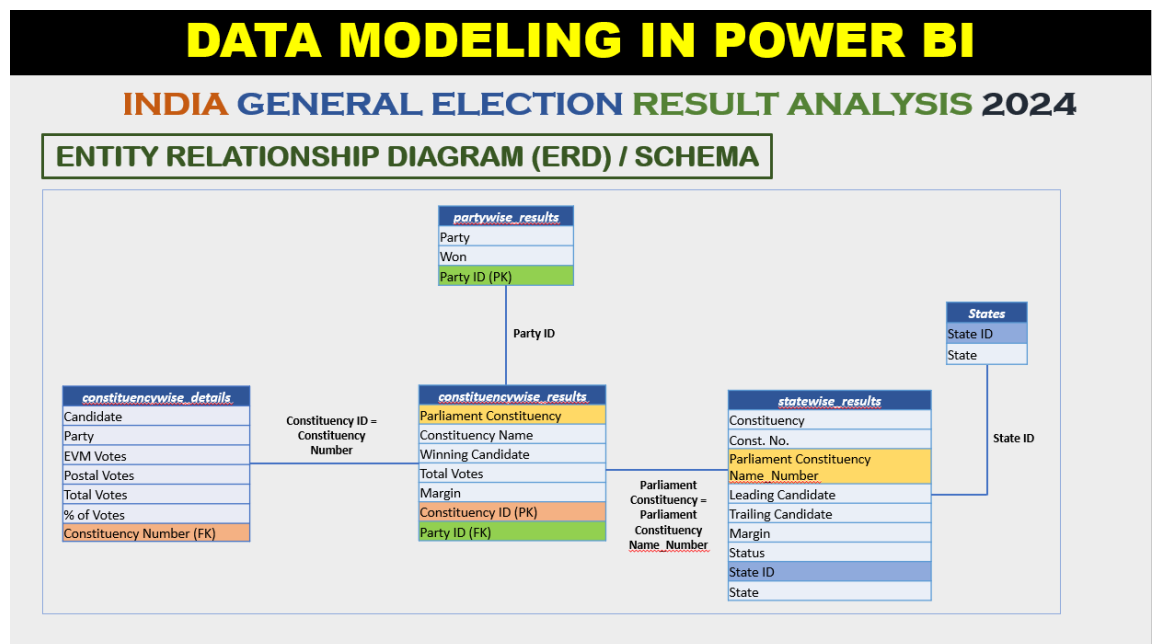 DATA MODELING IN POWER BI
INDIA GENERAL ELECTION RESULT ANALYSIS 2024
ENTITY RELATIONSHIP DIAGRAM (ERD) / SCHEMA
partywise_results
Party
Won
Party ID (PK)
Party ID
States
State ID
State
constituencywise_details
Candidate
Party
EVM Votes
Postal Votes
Total Votes
% of Votes
Constituency Number (FK)
Constituency ID =
Constituency
Number
constituencywise_results
Parliament Constituency
Constituency Name
Winning Candidate
Total Votes
Margin
Constituency ID (PK)
Party ID (FK)
Parliament
Constituency =
Parliament
Constituency
Name_Number
statewise_results
Constituency
Const. No.
Parliament Constituency
Name_Number
Leading Candidate
Trailing Candidate
Margin
Status
State ID
State
State ID